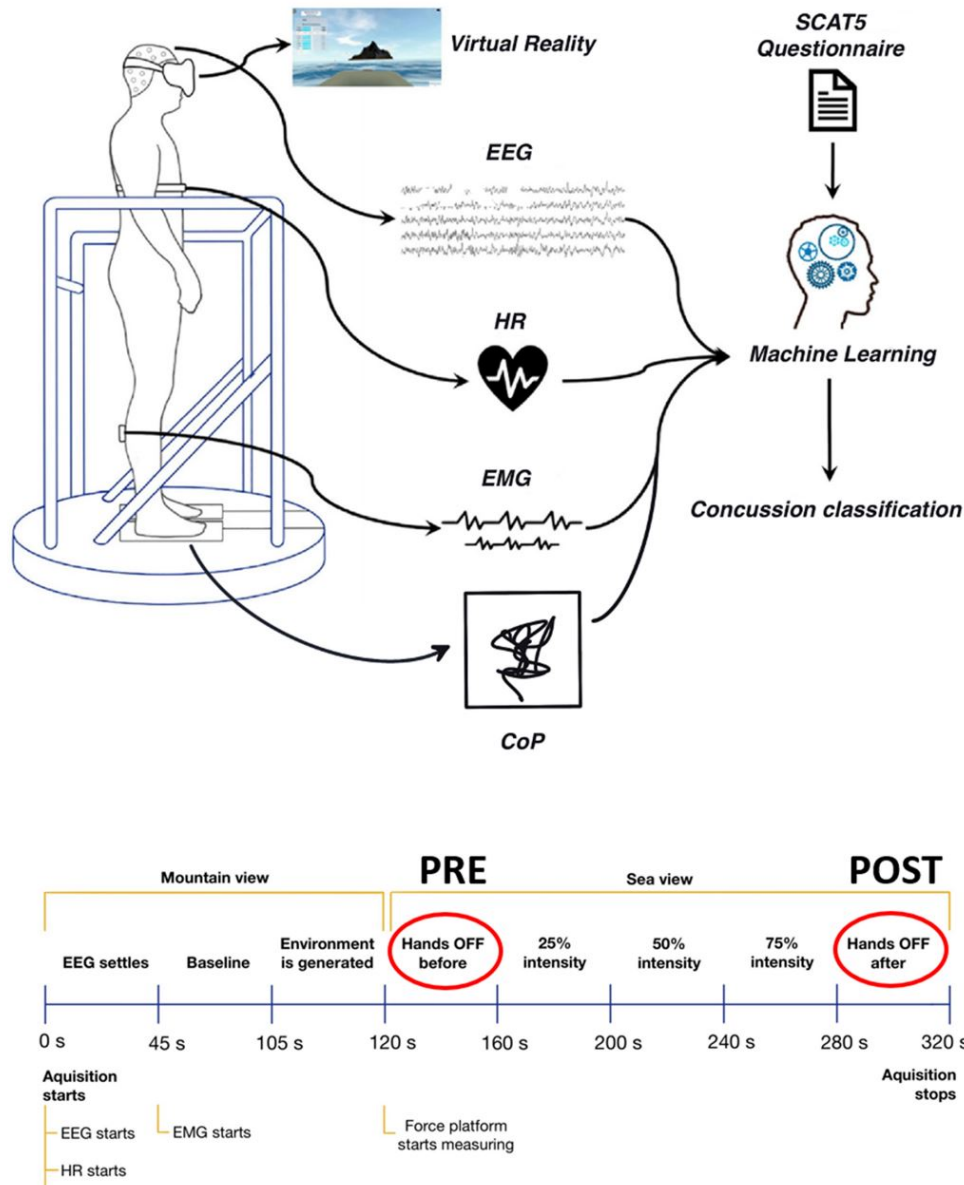 Virtual Reality
SCAT5
Questionnaire
EEG
HR
Machine Learning
EMG
Concussion classification
CoP
Mountain view
PRE
Sea view
POST
EEG settles
Baseline
Environment
is generated
Hands OFF
before
25%
intensity
50%
intensity
75%
intensity
Hands OFF
after
0 s
45 s
105 s
120 s
160 s
200 s
240 s
280 s
320 s
Aquisition
starts
Aquisition
stops
EEG starts
EMG starts
Force platform
starts measuring
HR starts